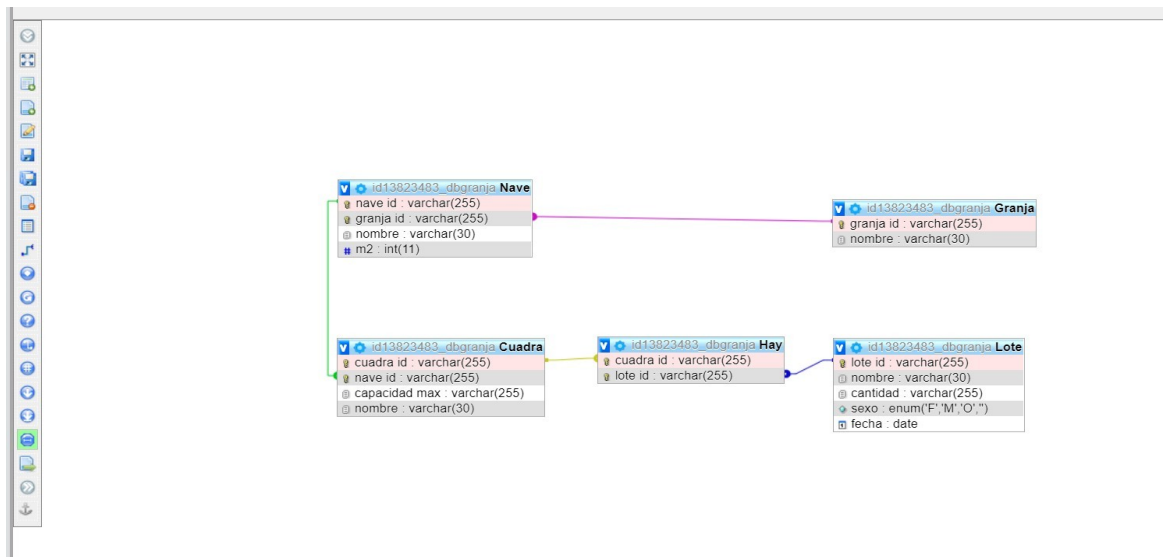 id13823483_dbgranja Nave
nave id : varchar(255)
granja id : varchar(255)
nombre : varchar(30)
m2 : int(11)
id13823483_dbgranja Granja
granja id : varchar(255)
nombre : varchar(30)
id13823483_dbgranja Cuadra
cuadra id : varchar(255)
nave id : varchar(255)
capacidad max : varchar(255)
nombre : varchar(30)
id13823483_dbgranja Hay
cuadra id : varchar(255)
lote id : varchar(255)
id13823483_dbgranja Lote
lote id : varchar(255)
nombre : varchar(30)
cantidad : varchar(255)
sexo : enum('F','M','O','')
fecha : date